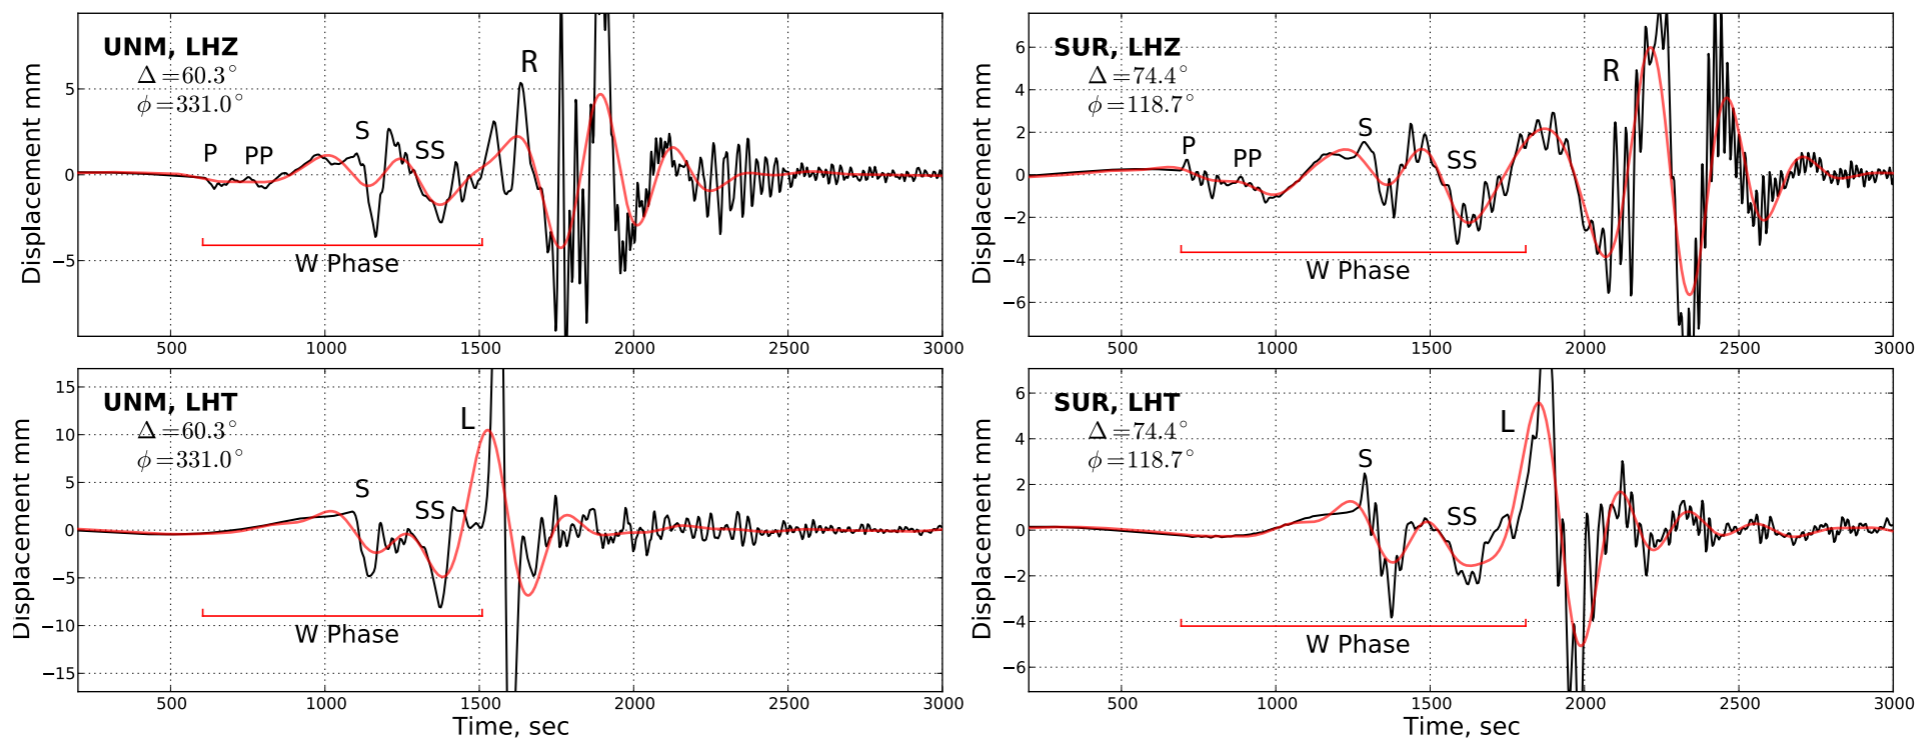 UNM, LHZ
Δ=60.3°
ϕ=331.0°
P
PP
S
SS
R
W Phase
Displacement mm
5
0
−5
500
1000
1500
2000
2500
3000
SUR, LHZ
Δ=74.4°
ϕ=118.7°
P
PP
S
SS
R
W Phase
Displacement mm
6
4
2
0
−2
−4
−6
500
1000
1500
2000
2500
3000
UNM, LHT
Δ=60.3°
ϕ=331.0°
S
SS
L
W Phase
Displacement mm
15
10
5
0
−5
−10
−15
500
1000
1500
2000
2500
3000
Time, sec
SUR, LHT
Δ=74.4°
ϕ=118.7°
S
SS
L
W Phase
Displacement mm
6
4
2
0
−2
−4
−6
500
1000
1500
2000
2500
3000
Time, sec